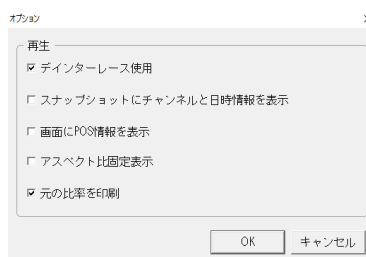 オプション
再生
デインターレース使用
スナップショットにチャンネルと日時情報を表示
画面にPOS情報を表示
アスペクト比固定表示
元の比率を印刷
OK キャンセル